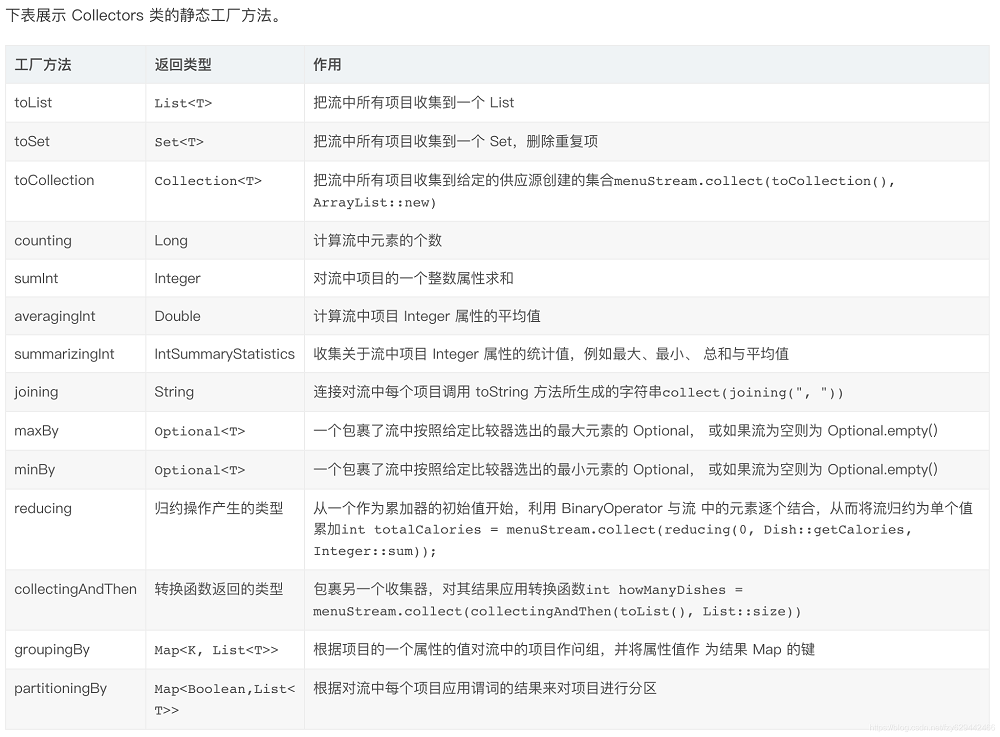 下表展示 Collectors 类的静态工厂方法。
工厂方法 返回类型 作用
toList List<T> 把流中所有项目收集到一个 List
toSet Set<T> 把流中所有项目收集到一个 Set，删除重复项
toCollection Collection<T> 把流中所有项目收集到给定的供应源创建的集合menuStream.collect(toCollection(),
ArrayList::new)
counting Long 计算流中元素的个数
sumInt Integer 对流中项目的一个整数属性求和
averagingInt Double 计算流中项目 Integer 属性的平均值
summarizingInt IntSummaryStatistics 收集关于流中项目 Integer 属性的统计值，例如最大、最小、 总和与平均值
joining String 连接对流中每个项目调用 toString 方法所生成的字符串collect(joining(", "))
maxBy Optional<T> 一个包裹了流中按照给定比较器选出的最大元素的 Optional， 或如果流为空则为 Optional.empty()
minBy Optional<T> 一个包裹了流中按照给定比较器选出的最小元素的 Optional， 或如果流为空则为 Optional.empty()
reducing 归约操作产生的类型 从一个作为累加器的初始值开始，利用 BinaryOperator 与流 中的元素逐个结合，从而将流归约为单个值
累加int totalCalories = menuStream.collect(reducing(0, Dish::getCalories,
Integer::sum));
collectingAndThen 转换函数返回的类型 包裹另一个收集器，对其结果应用转换函数int howManyDishes =
menuStream.collect(collectingAndThen(toList(), List::size))
groupingBy Map<K, List<T>> 根据项目的一个属性的值对流中的项目作问组，并将属性值作 为结果 Map 的键
partitioningBy Map<Boolean,List< 根据对流中每个项目应用谓词的结果来对项目进行分区
T>>